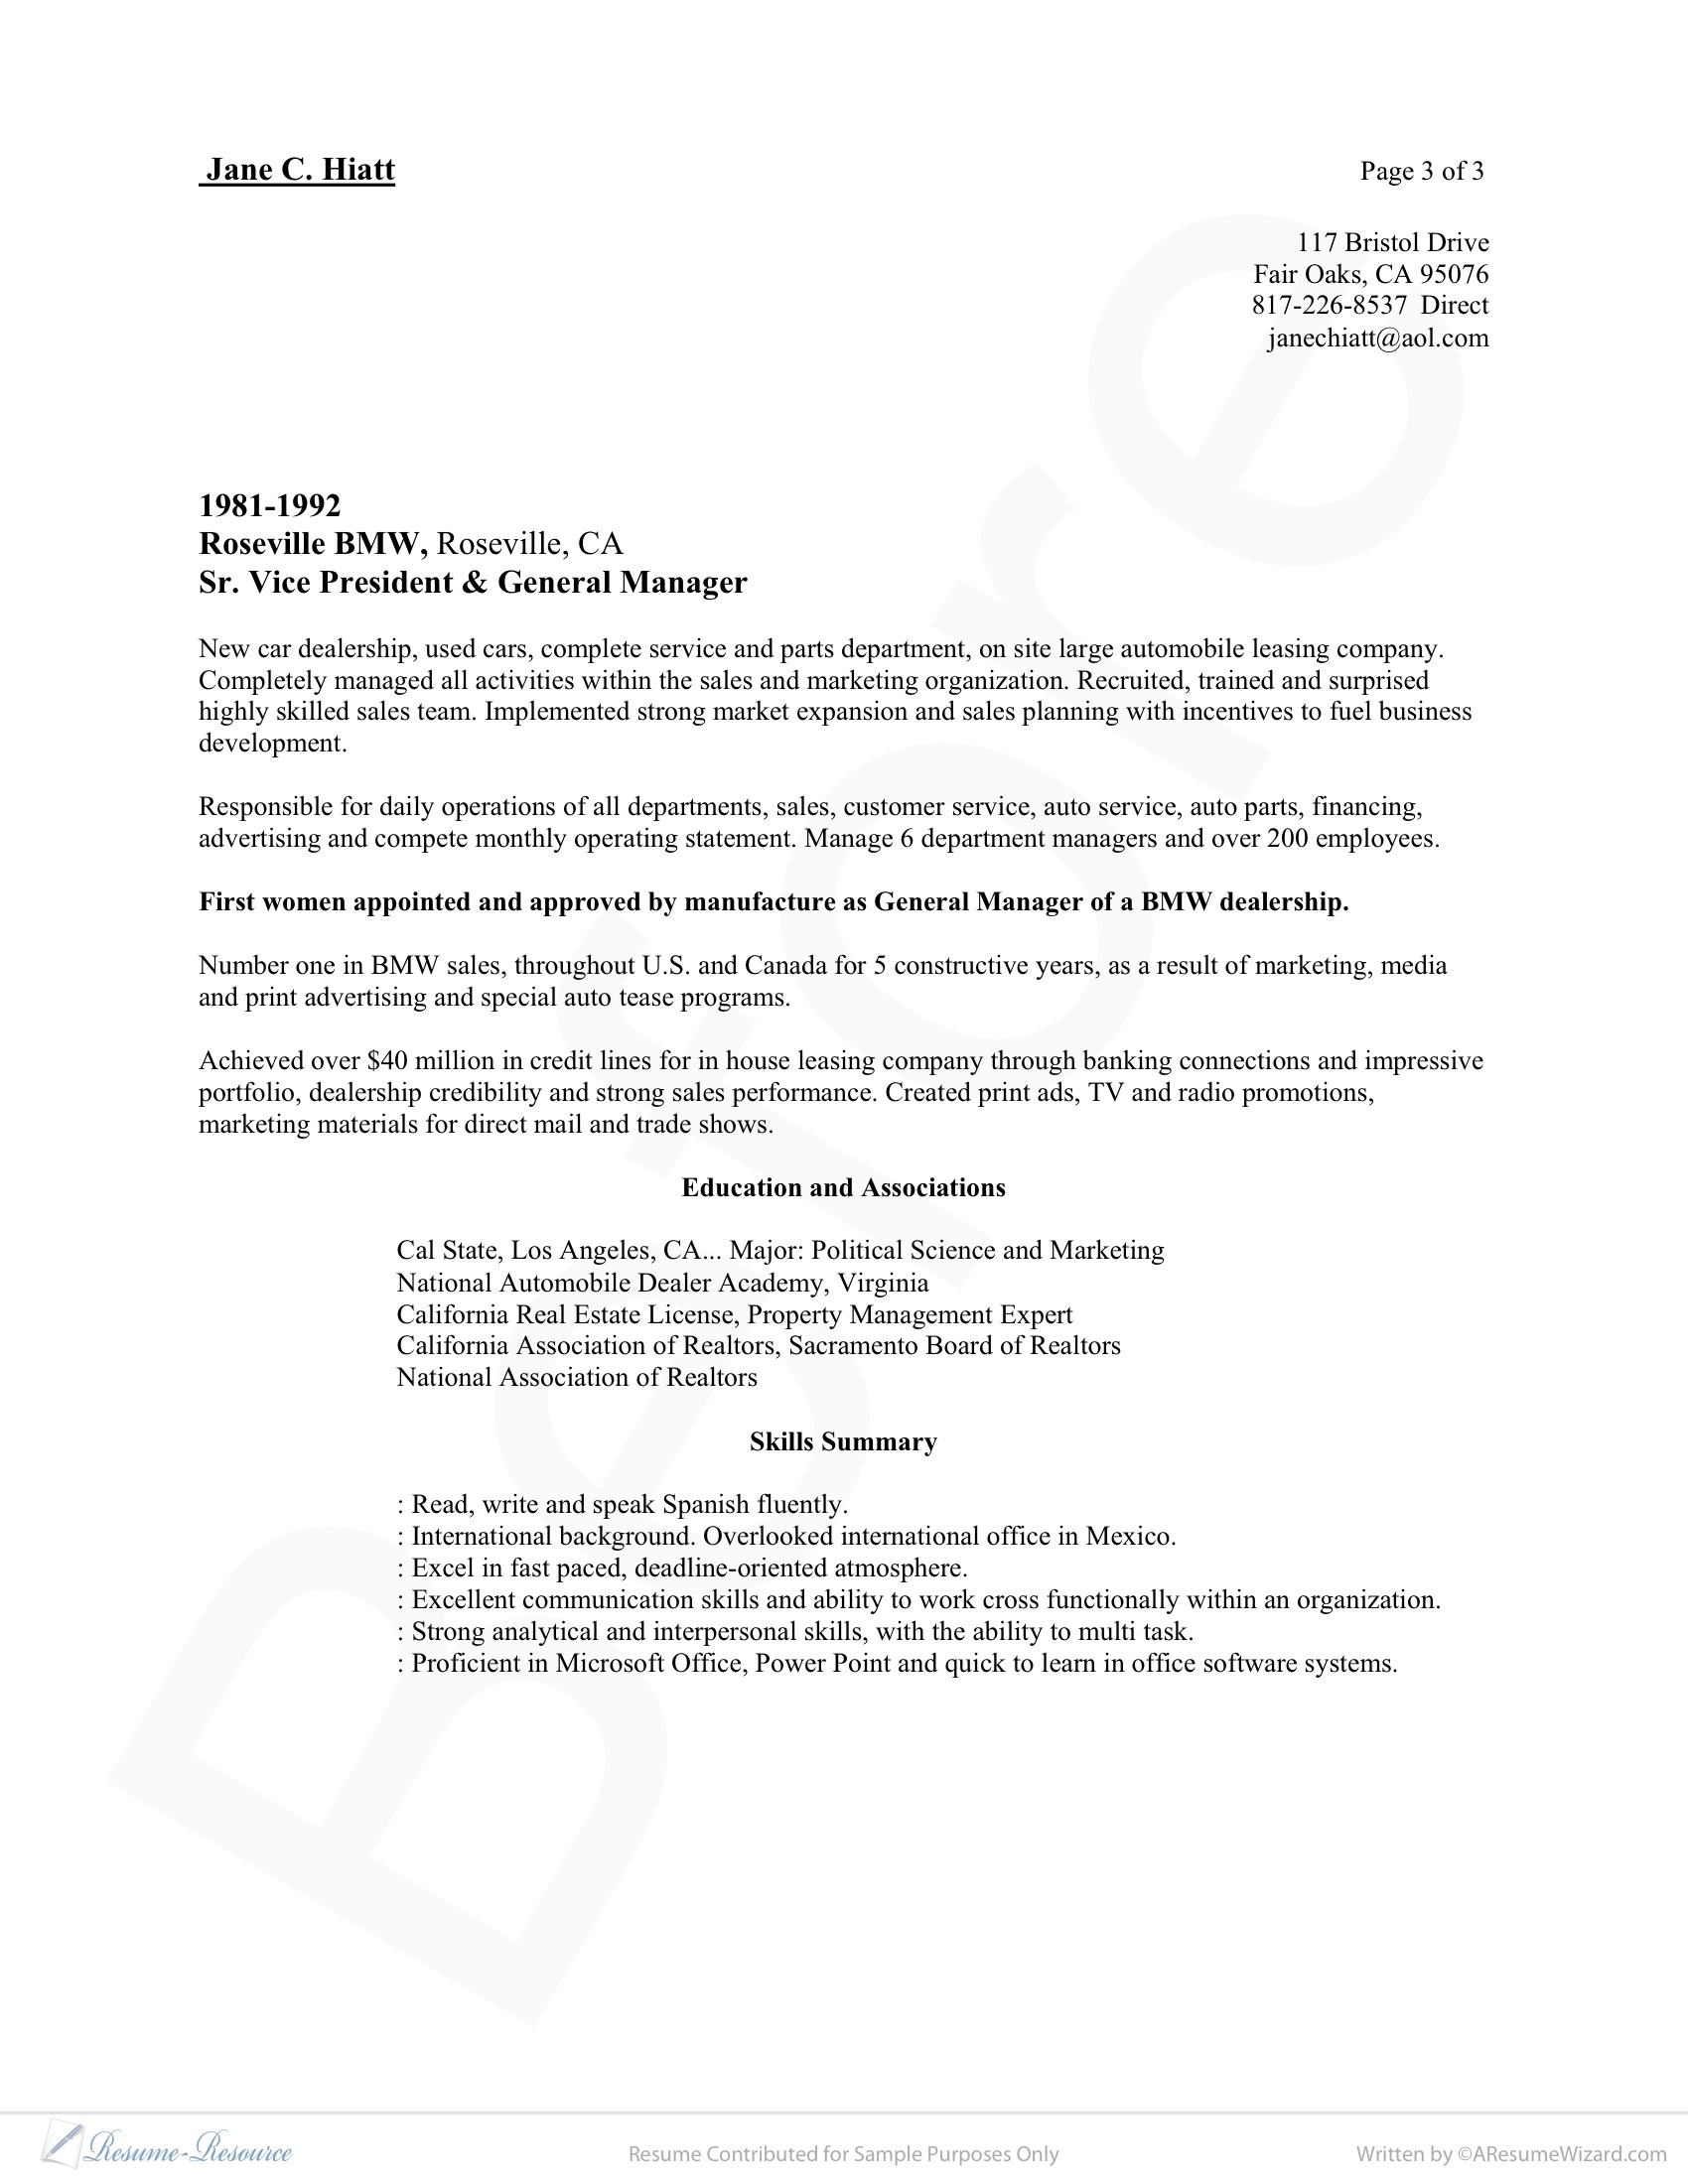 Jane C. Hiatt
Page 3 of 3
117 Bristol Drive
Fair Oaks, CA 95076
817-226-8537 Direct
janechiatt@aol.com
1981-1992
Roseville BMW, Roseville, CA
Sr. Vice President & General Manager
New car dealership, used cars, complete service and parts department, on site large automobile leasing company.
Completely managed all activities within the sales and marketing organization. Recruited, trained and surprised
highly skilled sales team. Implemented strong market expansion and sales planning with incentives to fuel business
development.
Responsible for daily operations of all departments, sales, customer service, auto service, auto parts, financing,
advertising and compete monthly operating statement. Manage 6 department managers and over 200 employees.
First women appointed and approved by manufacture as General Manager of a BMW dealership.
Number one in BMW sales, throughout U.S. and Canada for 5 constructive years, as a result of marketing, media
and print advertising and special auto tease programs.
Achieved over $40 million in credit lines for in house leasing company through banking connections and impressive
portfolio, dealership credibility and strong sales performance. Created print ads, TV and radio promotions,
marketing materials for direct mail and trade shows.
Education and Associations
Cal State, Los Angeles, CA... Major: Political Science and Marketing
National Automobile Dealer Academy, Virginia
California Real Estate License, Property Management Expert
California Association of Realtors, Sacramento Board of Realtors
National Association of Realtors
Skills Summary
: Read, write and speak Spanish fluently.
: International background. Overlooked international office in Mexico.
: Excel in fast paced, deadline-oriented atmosphere.
: Excellent communication skills and ability to work cross functionally within an organization.
: Strong analytical and interpersonal skills, with the ability to multi task.
: Proficient in Microsoft Office, Power Point and quick to learn in office software systems.
Before
Resume-Resource
Resume Contributed for Sample Purposes Only
Written by ©AResumeWizard.com